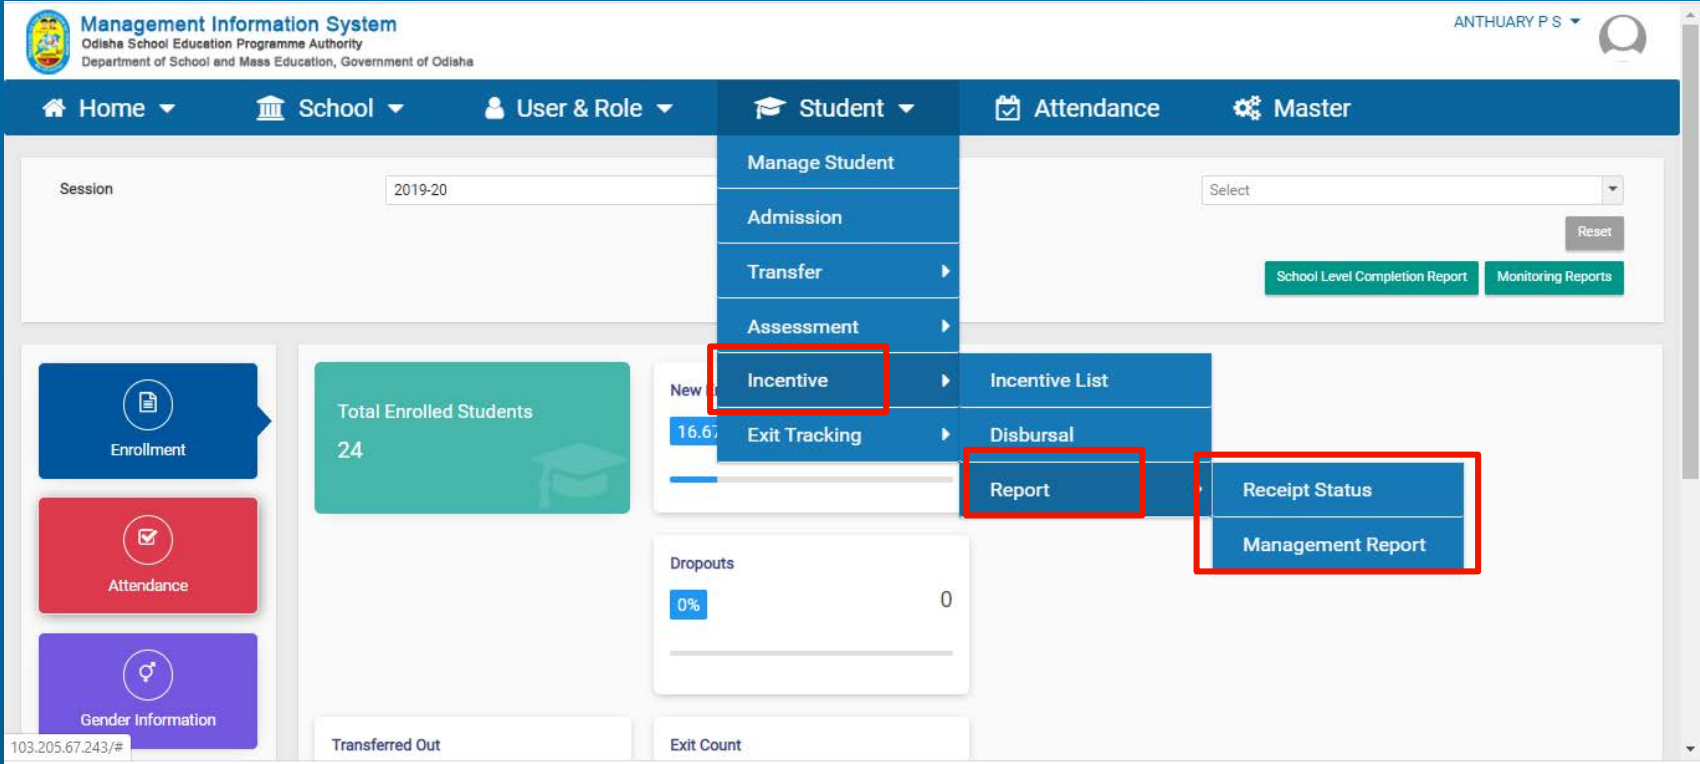 Management Information System
Odisha School Education Programme Authority
Department of School and Mass Education, Government of Odisha
ANTHUARY P S
Home
School
User & Role
Student
Attendance
Master
Manage Student
Admission
Transfer
Assessment
Incentive
Exit Tracking
Incentive List
Disbursal
Report
Receipt Status
Management Report
Session
2019-20
Select
Reset
School Level Completion Report
Monitoring Reports
Enrollment
Attendance
Gender Information
Total Enrolled Students
24
New
16.67
Dropouts
0%
0
Transferred Out
Exit Count
103.205.67.243/#